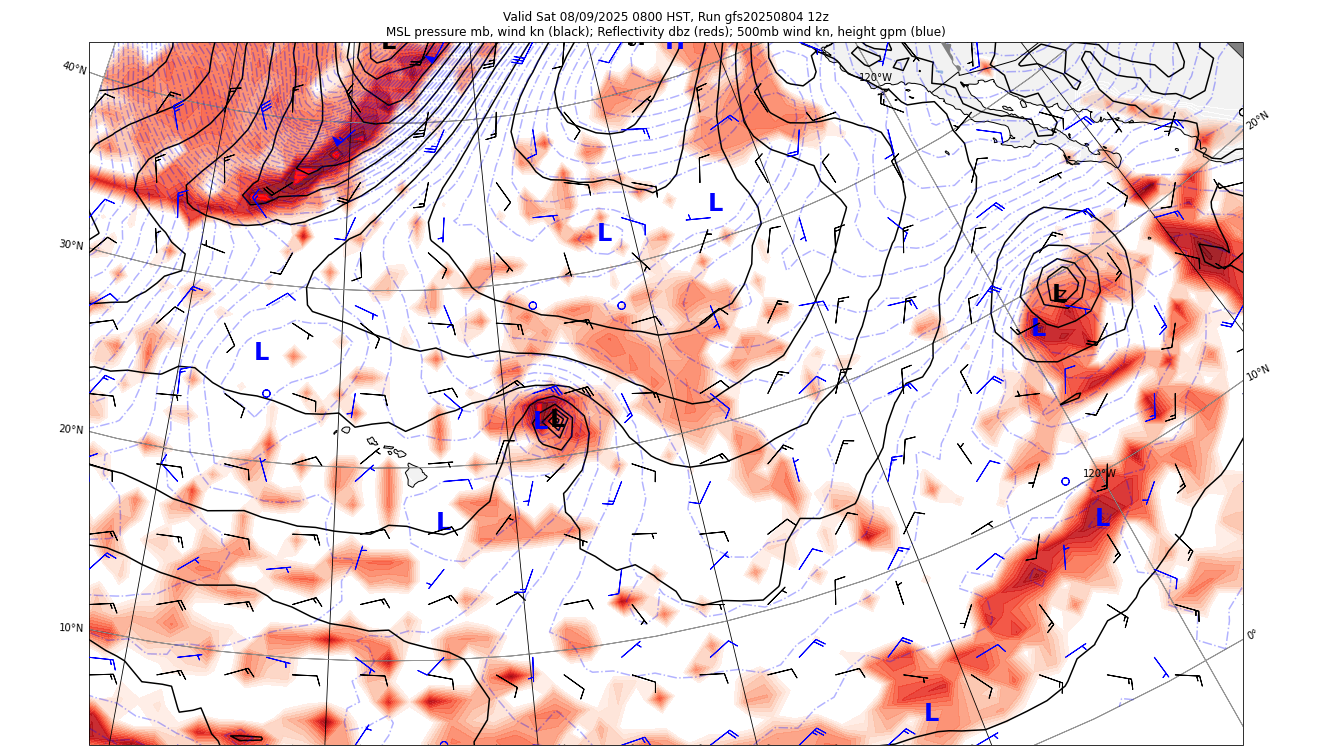 Valid Sat 08/09/2025 0800 HST, Run gfs20250804 12z
MSL pressure mb, wind kn (black); Reflectivity dbz (reds); 500mb wind kn, height gpm (blue)
L
H
40°N
120°W
20°N
L
L
30°N
L
L
L
10°N
L
L
20°N
120°W
L
L
10°N
0°
L